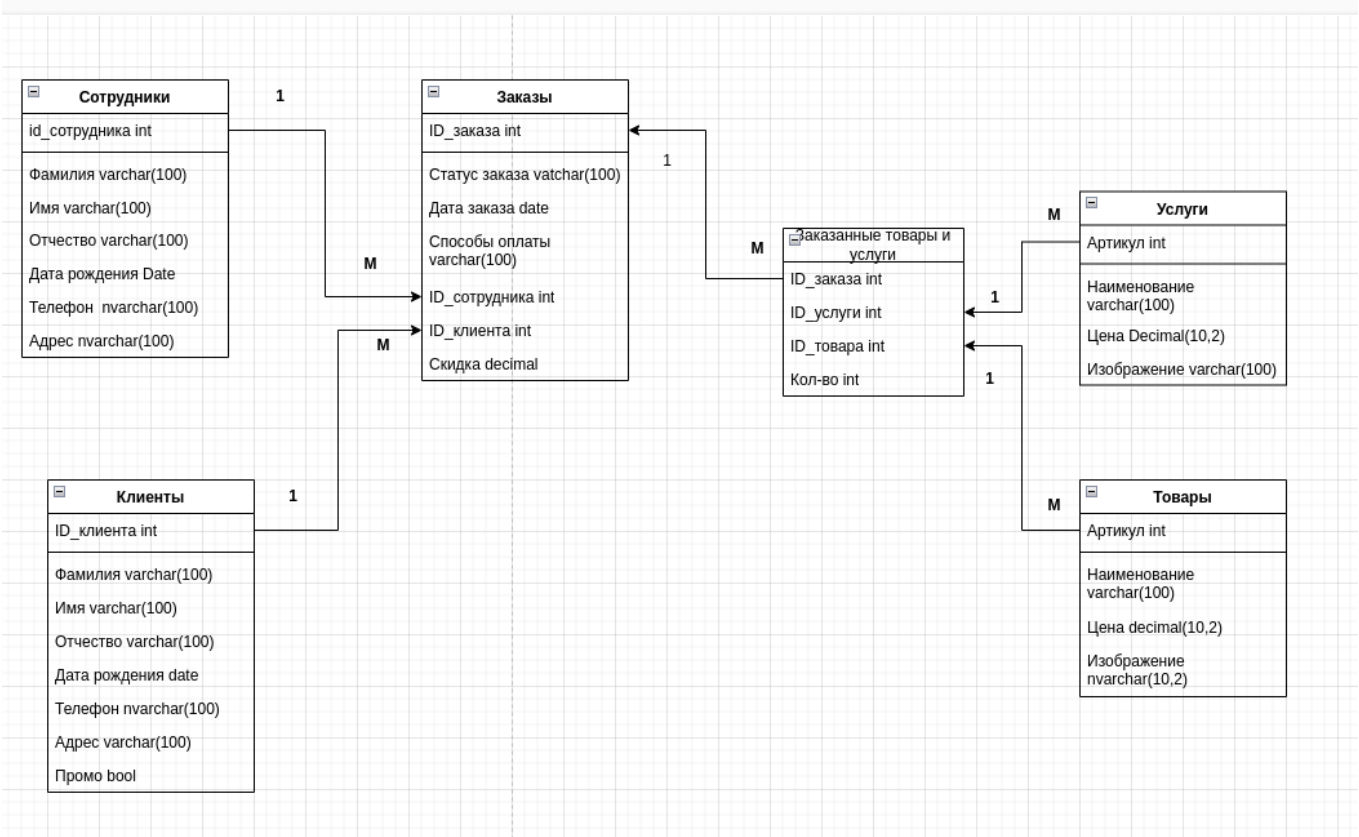 Сотрудники
id_сотрудника int
Фамилия varchar(100)
Имя varchar(100)
Отчество varchar(100)
Дата рождения Date
Телефон  nvarchar(100)
Адрес nvarchar(100)
1
М
Заказы
ID_заказа int
Статус заказа vatchar(100)
Дата заказа date
Способы оплаты
varchar(100)
ID_сотрудника int
ID_клиента int
Скидка decimal
1
М
Заказанные товары и
услуги
ID_заказа int
ID_услуги int
ID_товара int
Кол-во int
М
1
Услуги
Артикул int
Наименование
varchar(100)
Цена Decimal(10,2)
Изображение varchar(100)
М
1
Клиенты
ID_клиента int
Фамилия varchar(100)
Имя varchar(100)
Отчество varchar(100)
Дата рождения date
Телефон nvarchar(100)
Адрес varchar(100)
Промо bool
1
М
Товары
Артикул int
Наименование
varchar(100)
Цена decimal(10,2)
Изображение
nvarchar(10,2)